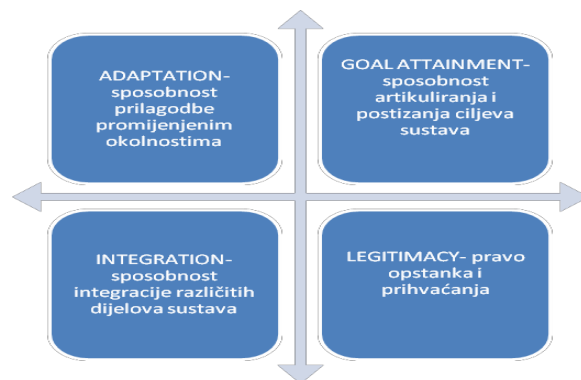 ADAPTATION-
sposobnost
prilagodbe
promijenjenim
okolnostima
GOAL ATTAINMENT-
sposobnost
artikuliranja i
postizanja ciljeva
sustava
INTEGRATION-
sposobnost
integracije različitih
dijelova sustava
LEGITIMACY- pravo
opstanka i
prihvaćanja